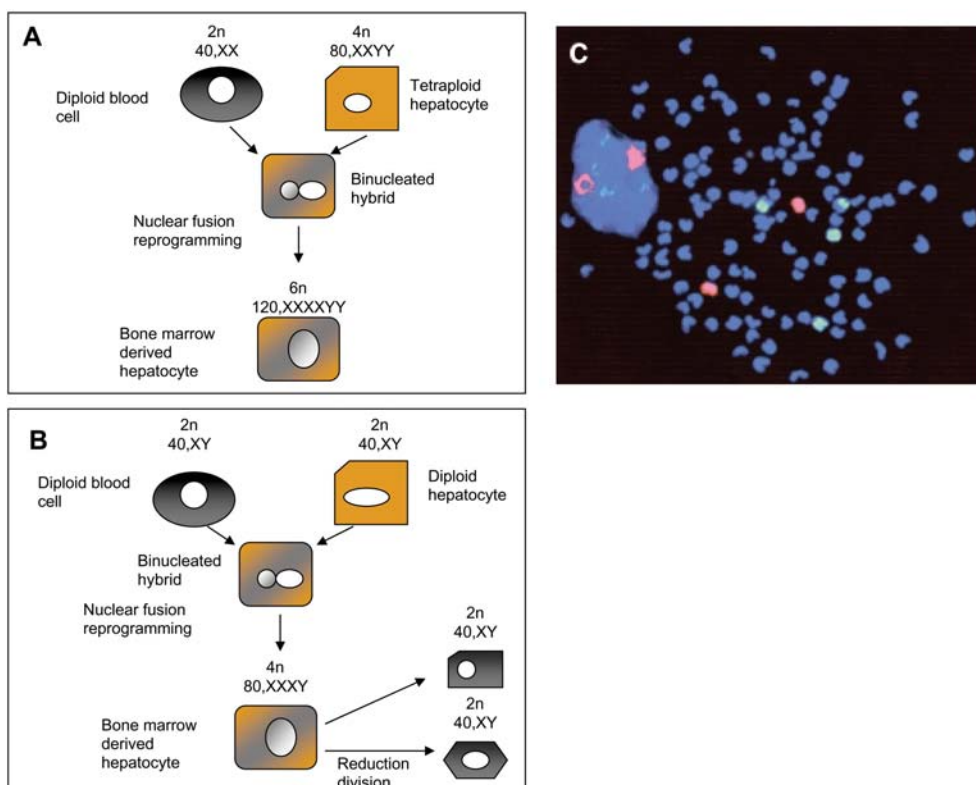 A
2n
40,XX
4n
80,XXYY
Diploid blood
cell
Tetraploid
hepatocyte
Binucleated
hybrid
Nuclear fusion
reprogramming
6n
120,XXXXYY
Bone marrow
derived
hepatocyte
B
2n
40,XY
2n
40,XY
Diploid blood
cell
Diploid
hepatocyte
Binucleated
hybrid
Nuclear fusion
reprogramming
4n
80,XXXY
Bone marrow
derived
hepatocyte
2n
40,XY
2n
40,XY
Reduction
division
C